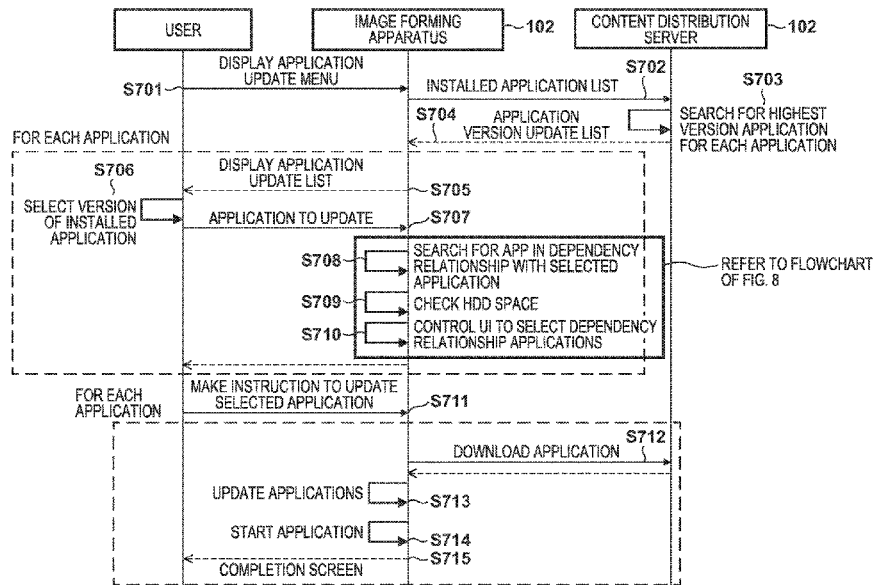 USER
IMAGE FORMING
APPARATUS
102
CONTENT DISTRIBUTION
SERVER
102
DISPLAY APPLICATION
UPDATE MENU
S701
INSTALLED APPLICATION LIST
S702
S703
SEARCH FOR HIGHEST
VERSION APPLICATION
FOR EACH APPLICATION
S704
APPLICATION
VERSION UPDATE LIST
FOR EACH APPLICATION
DISPLAY APPLICATION
UPDATE LIST
S705
S706
SELECT VERSION
OF INSTALLED
APPLICATION
APPLICATION TO UPDATE
S707
S708
SEARCH FOR APP IN DEPENDENCY
RELATIONSHIP WITH SELECTED
APPLICATION
S709
CHECK HDD SPACE
S710
CONTROL UI TO SELECT DEPENDENCY
RELATIONSHIP APPLICATIONS
REFER TO FLOWCHART
OF FIG. 8
FOR EACH
APPLICATION
MAKE INSTRUCTION TO UPDATE
SELECTED APPLICATION
S711
DOWNLOAD APPLICATION
S712
UPDATE APPLICATIONS
S713
START APPLICATION
S714
S715
COMPLETION SCREEN